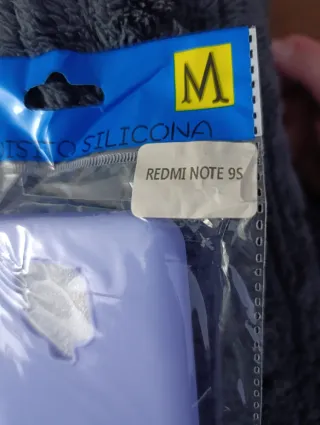 M
SILICONA
REDMI NOTE 9S